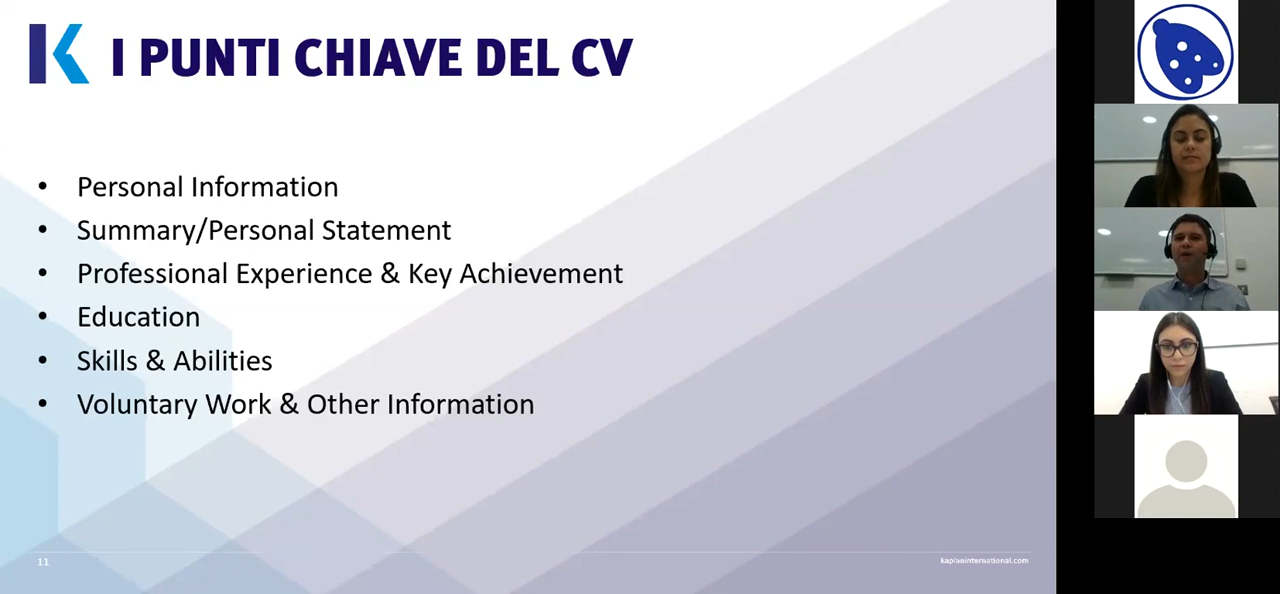 I PUNTI CHIAVE DEL CV
• Personal Information
• Summary/Personal Statement
• Professional Experience & Key Achievement
• Education
• Skills & Abilities
• Voluntary Work & Other Information
11
kaplaninternational.com